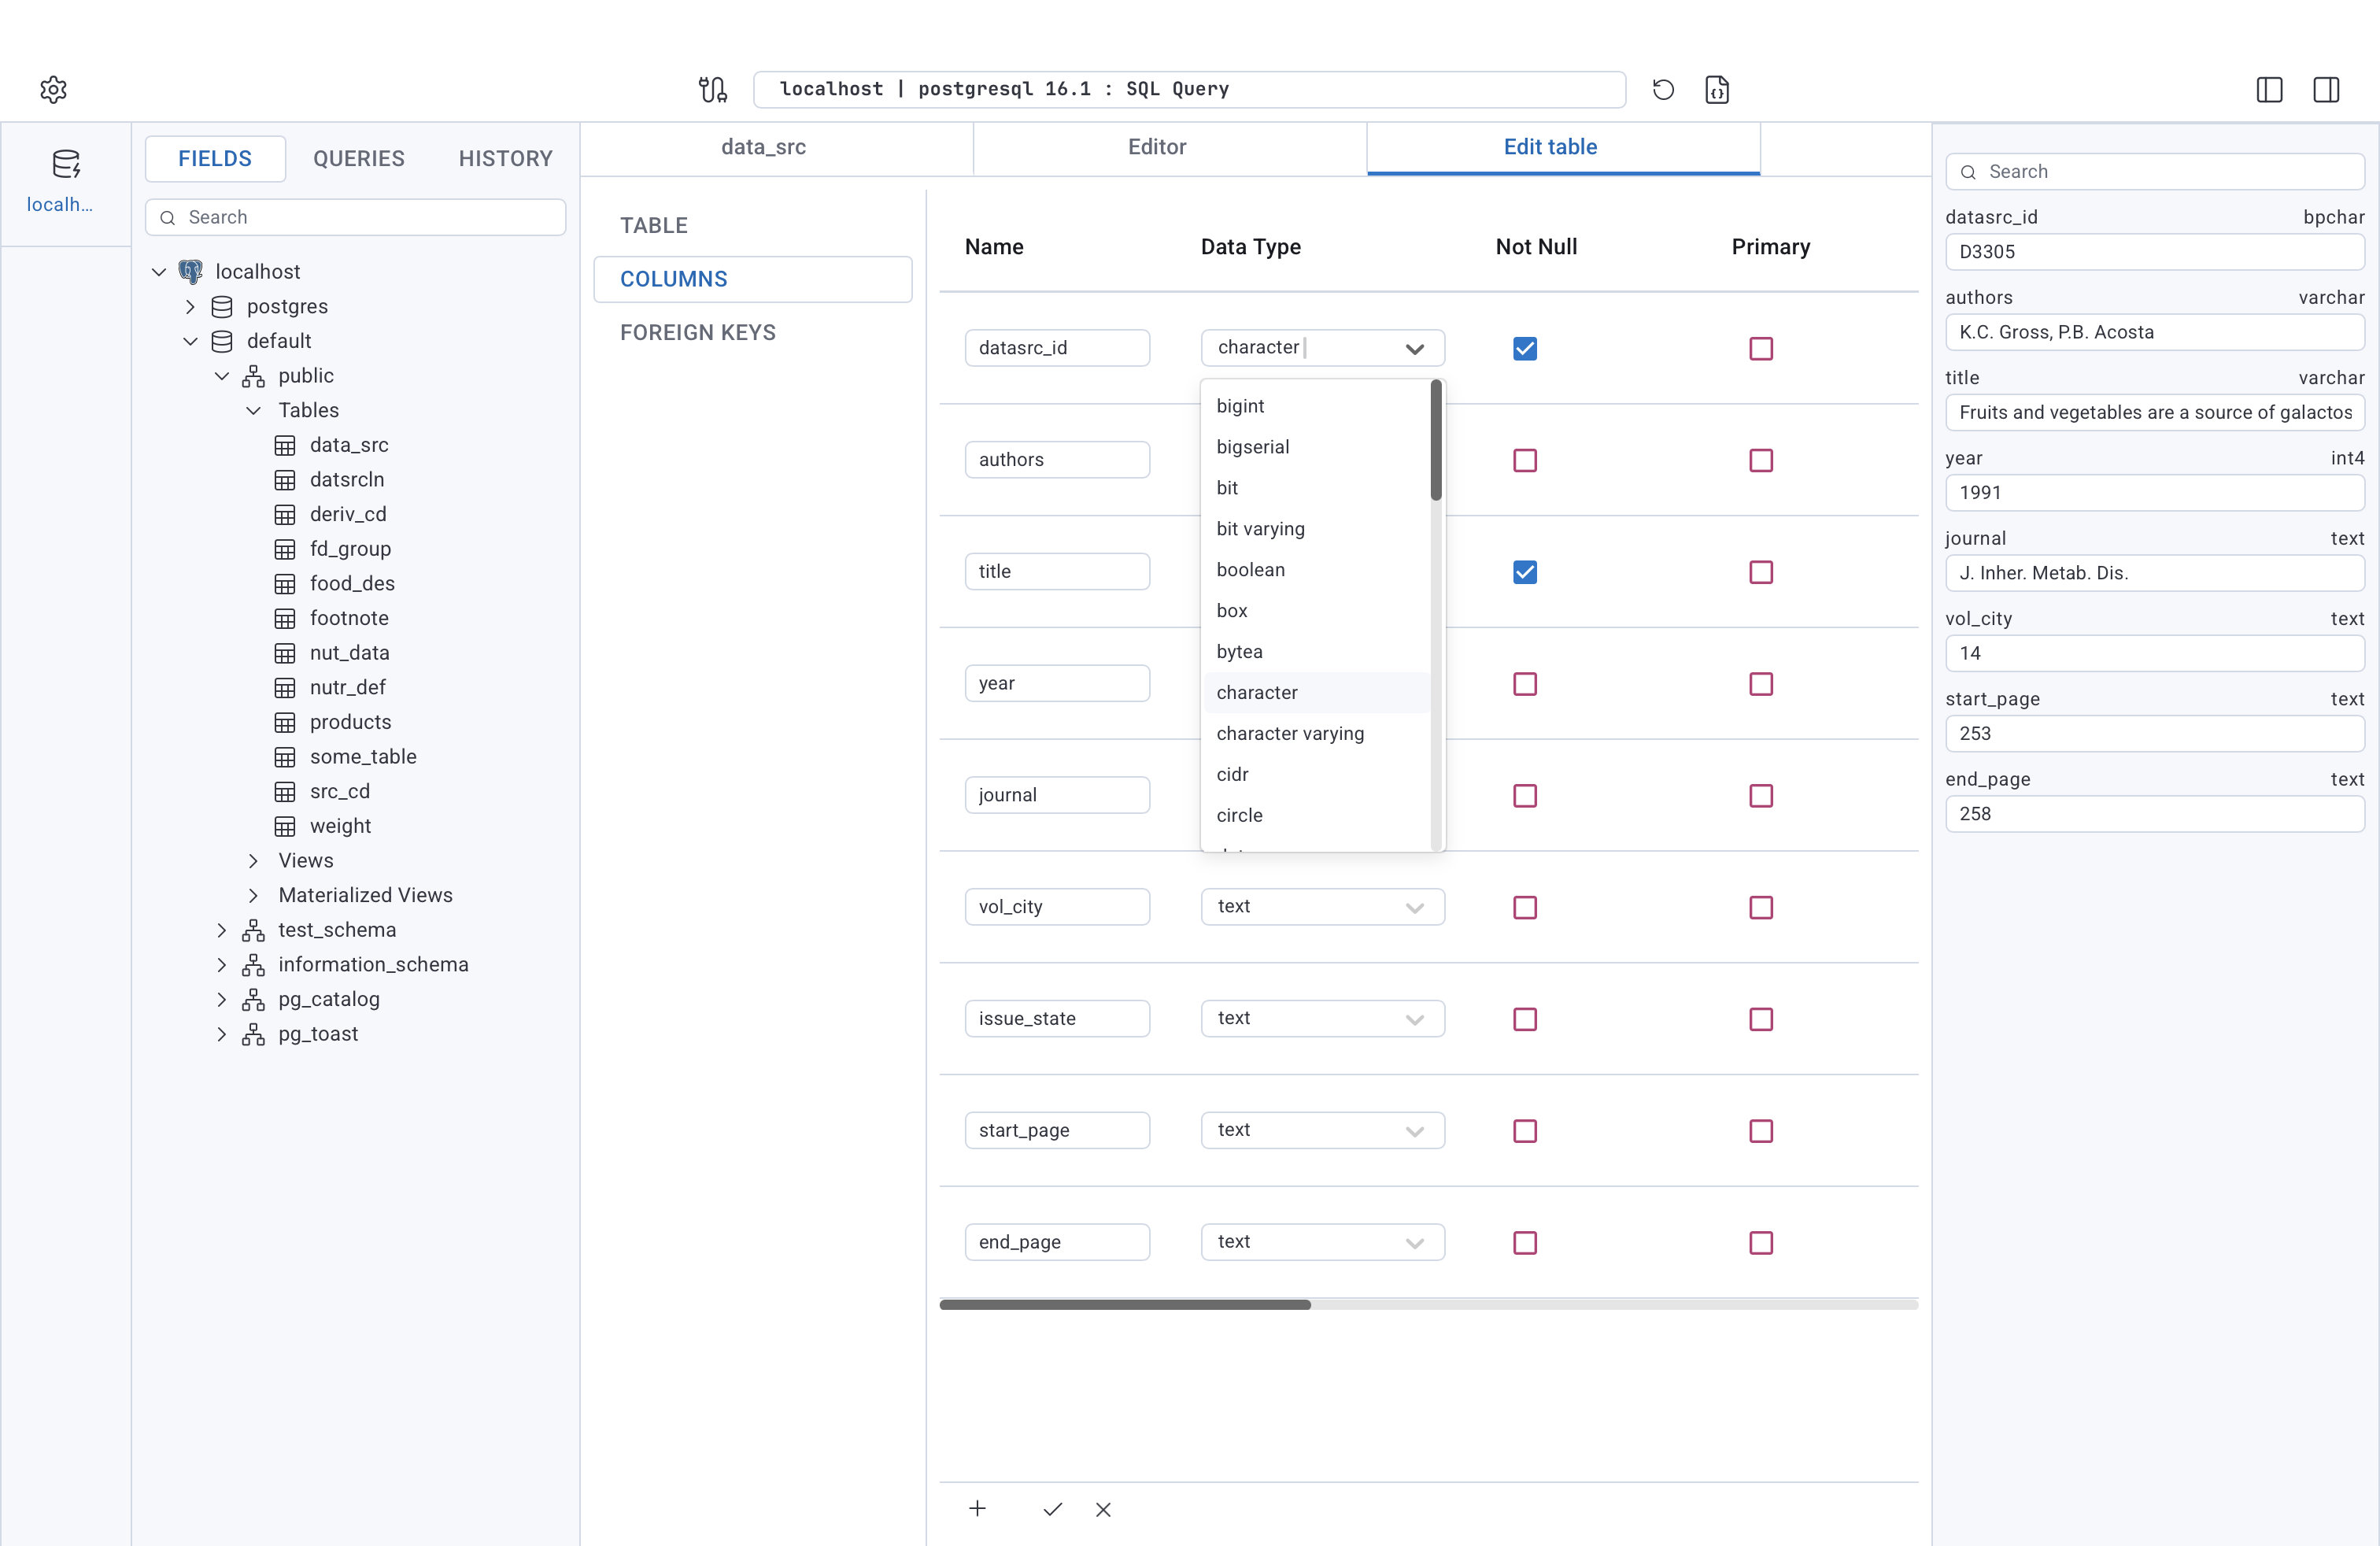 localhost | postgresql 16.1 : SQL Query
localh...
FIELDS QUERIES HISTORY
Search
localhost
postgres
default
public
Tables
data_src
datsrcln
deriv_cd
fd_group
food_des
footnote
nut_data
nutr_def
products
some_table
src_cd
weight
Views
Materialized Views
test_schema
information_schema
pg_catalog
pg_toast
data_src Editor Edit table
TABLE
COLUMNS
FOREIGN KEYS
Name Data Type Not Null Primary
datasrc_id character
authors
title
year
journal
bigint
bigserial
bit
bit varying
boolean
box
bytea
character
character varying
cidr
circle
vol_city text
issue_state text
start_page text
end_page text
Search
datasrc_id bpchar
D3305
authors varchar
K.C. Gross, P.B. Acosta
title varchar
Fruits and vegetables are a source of galactos
year int4
1991
journal text
J. Inher. Metab. Dis.
vol_city text
14
start_page text
253
end_page text
258